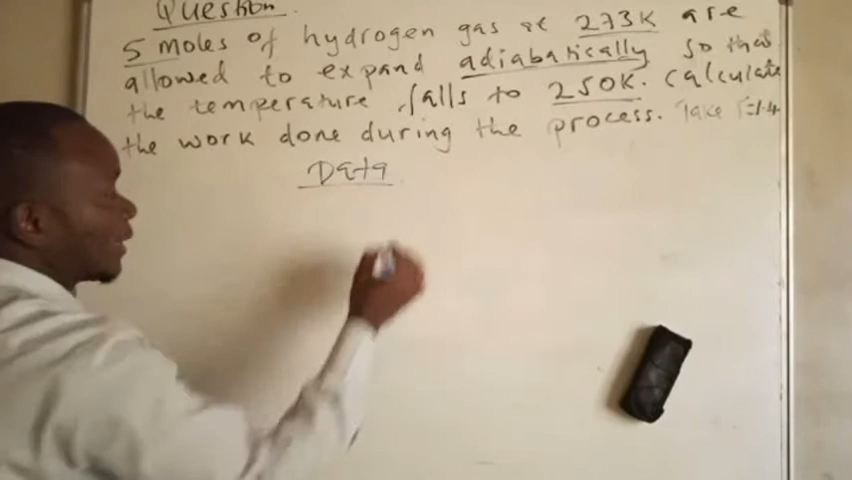 Question.
5 moles of hydrogen gas at 273K are
allowed to expand adiabatically so that
the temperature falls to 250K. Calculate
the work done during the process. Take Γ=1.4
Data